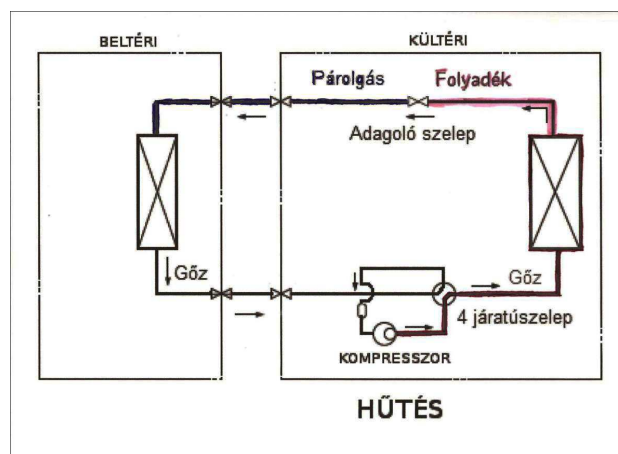 BELTÉRI
KÜLTÉRI
Párolgás
Folyadék
Adagoló szelep
Gőz
Gőz
4 járatúszelep
KOMPRESSZOR
HŰTÉS